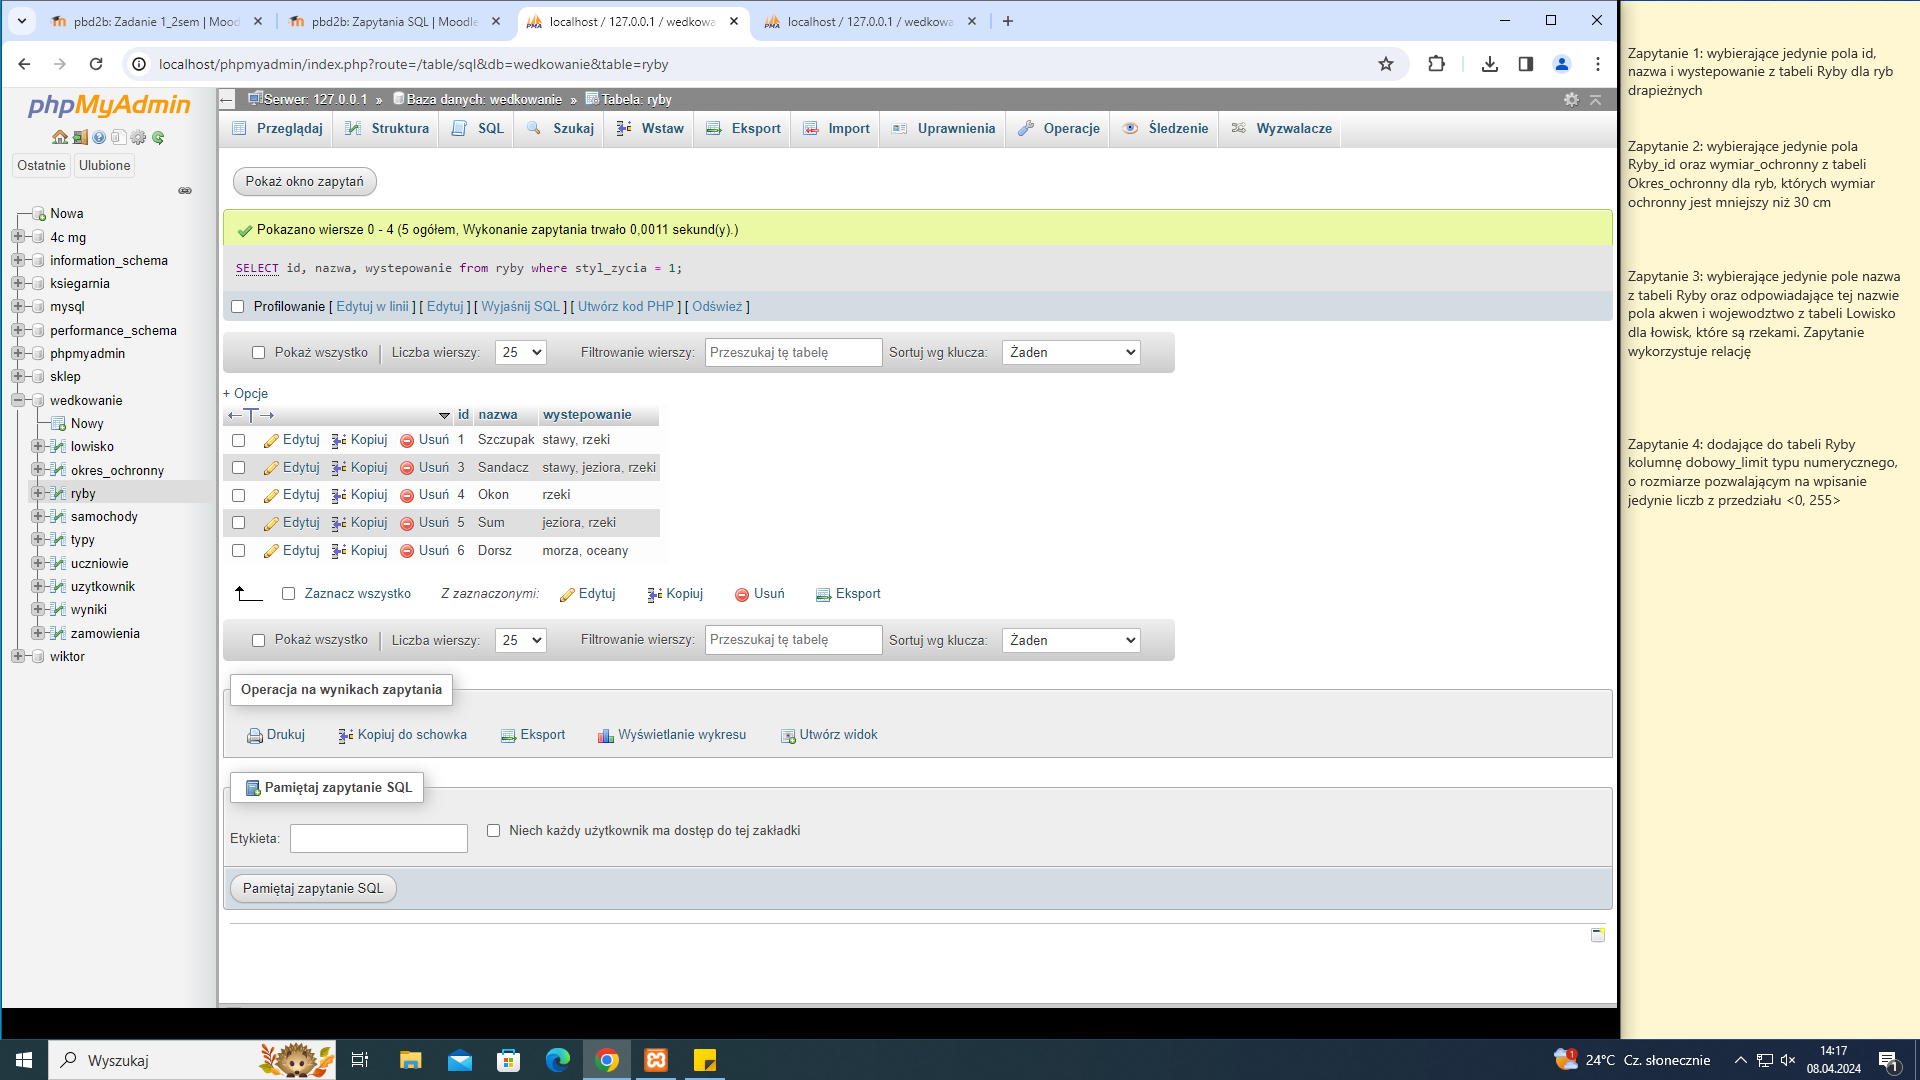 pbd2b: Zadanie 1_2sem | Mood
pbd2b: Zapytania SQL | Moodle
localhost / 127.0.0.1 / wedkowa
localhost / 127.0.0.1 / wedkowa
localhost/phpmyadmin/index.php?route=/table/sql&db=wedkowanie&table=ryby
phpMyAdmin
Ostatnie
Ulubione
Nowa
4c mg
information_schema
ksiegarnia
mysql
performance_schema
phpmyadmin
sklep
wedkowanie
Nowy
lowisko
okres_ochronny
ryby
samochody
typy
uczniowie
uzytkownik
wyniki
zamowienia
wiktor
Serwer: 127.0.0.1 » Baza danych: wedkowanie » Tabela: ryby
Przeglądaj Struktura SQL Szukaj Wstaw Eksport Import Uprawnienia Operacje Śledzenie Wyzwalacze
Pokaż okno zapytań
Pokazano wiersze 0 - 4 (5 ogółem, Wykonanie zapytania trwało 0,0011 sekund(y).)
SELECT id, nazwa, wystepowanie from ryby where styl_zycia = 1;
Profilowanie [ Edytuj w linii ] [ Edytuj ] [ Wyjaśnij SQL ] [ Utwórz kod PHP ] [ Odśwież ]
Pokaż wszystko | Liczba wierszy: 25 Filtrowanie wierszy: Przeszukaj tę tabelę Sortuj wg klucza: Żaden
+ Opcje
←T→ id nazwa wystepowanie
Edytuj Kopiuj Usuń 1 Szczupak stawy, rzeki
Edytuj Kopiuj Usuń 3 Sandacz stawy, jeziora, rzeki
Edytuj Kopiuj Usuń 4 Okon rzeki
Edytuj Kopiuj Usuń 5 Sum jeziora, rzeki
Edytuj Kopiuj Usuń 6 Dorsz morza, oceany
Zaznacz wszystko Z zaznaczonymi: Edytuj Kopiuj Usuń Eksport
Pokaż wszystko | Liczba wierszy: 25 Filtrowanie wierszy: Przeszukaj tę tabelę Sortuj wg klucza: Żaden
Operacja na wynikach zapytania
Drukuj Kopiuj do schowka Eksport Wyświetlanie wykresu Utwórz widok
Pamiętaj zapytanie SQL
Etykieta: Niech każdy użytkownik ma dostęp do tej zakładki
Pamiętaj zapytanie SQL
Zapytanie 1: wybierające jedynie pola id,
nazwa i wystepowanie z tabeli Ryby dla ryb
drapieżnych
Zapytanie 2: wybierające jedynie pola
Ryby_id oraz wymiar_ochronny z tabeli
Okres_ochronny dla ryb, których wymiar
ochronny jest mniejszy niż 30 cm
Zapytanie 3: wybierające jedynie pole nazwa
z tabeli Ryby oraz odpowiadające tej nazwie
pola akwen i wojewodztwo z tabeli Lowisko
dla łowisk, które są rzekami. Zapytanie
wykorzystuje relację
Zapytanie 4: dodające do tabeli Ryby
kolumnę dobowy_limit typu numerycznego,
o rozmiarze pozwalającym na wpisanie
jedynie liczb z przedziału <0, 255>
Wyszukaj
1
24°C Cz. słonecznie
14:17
08.04.2024
1